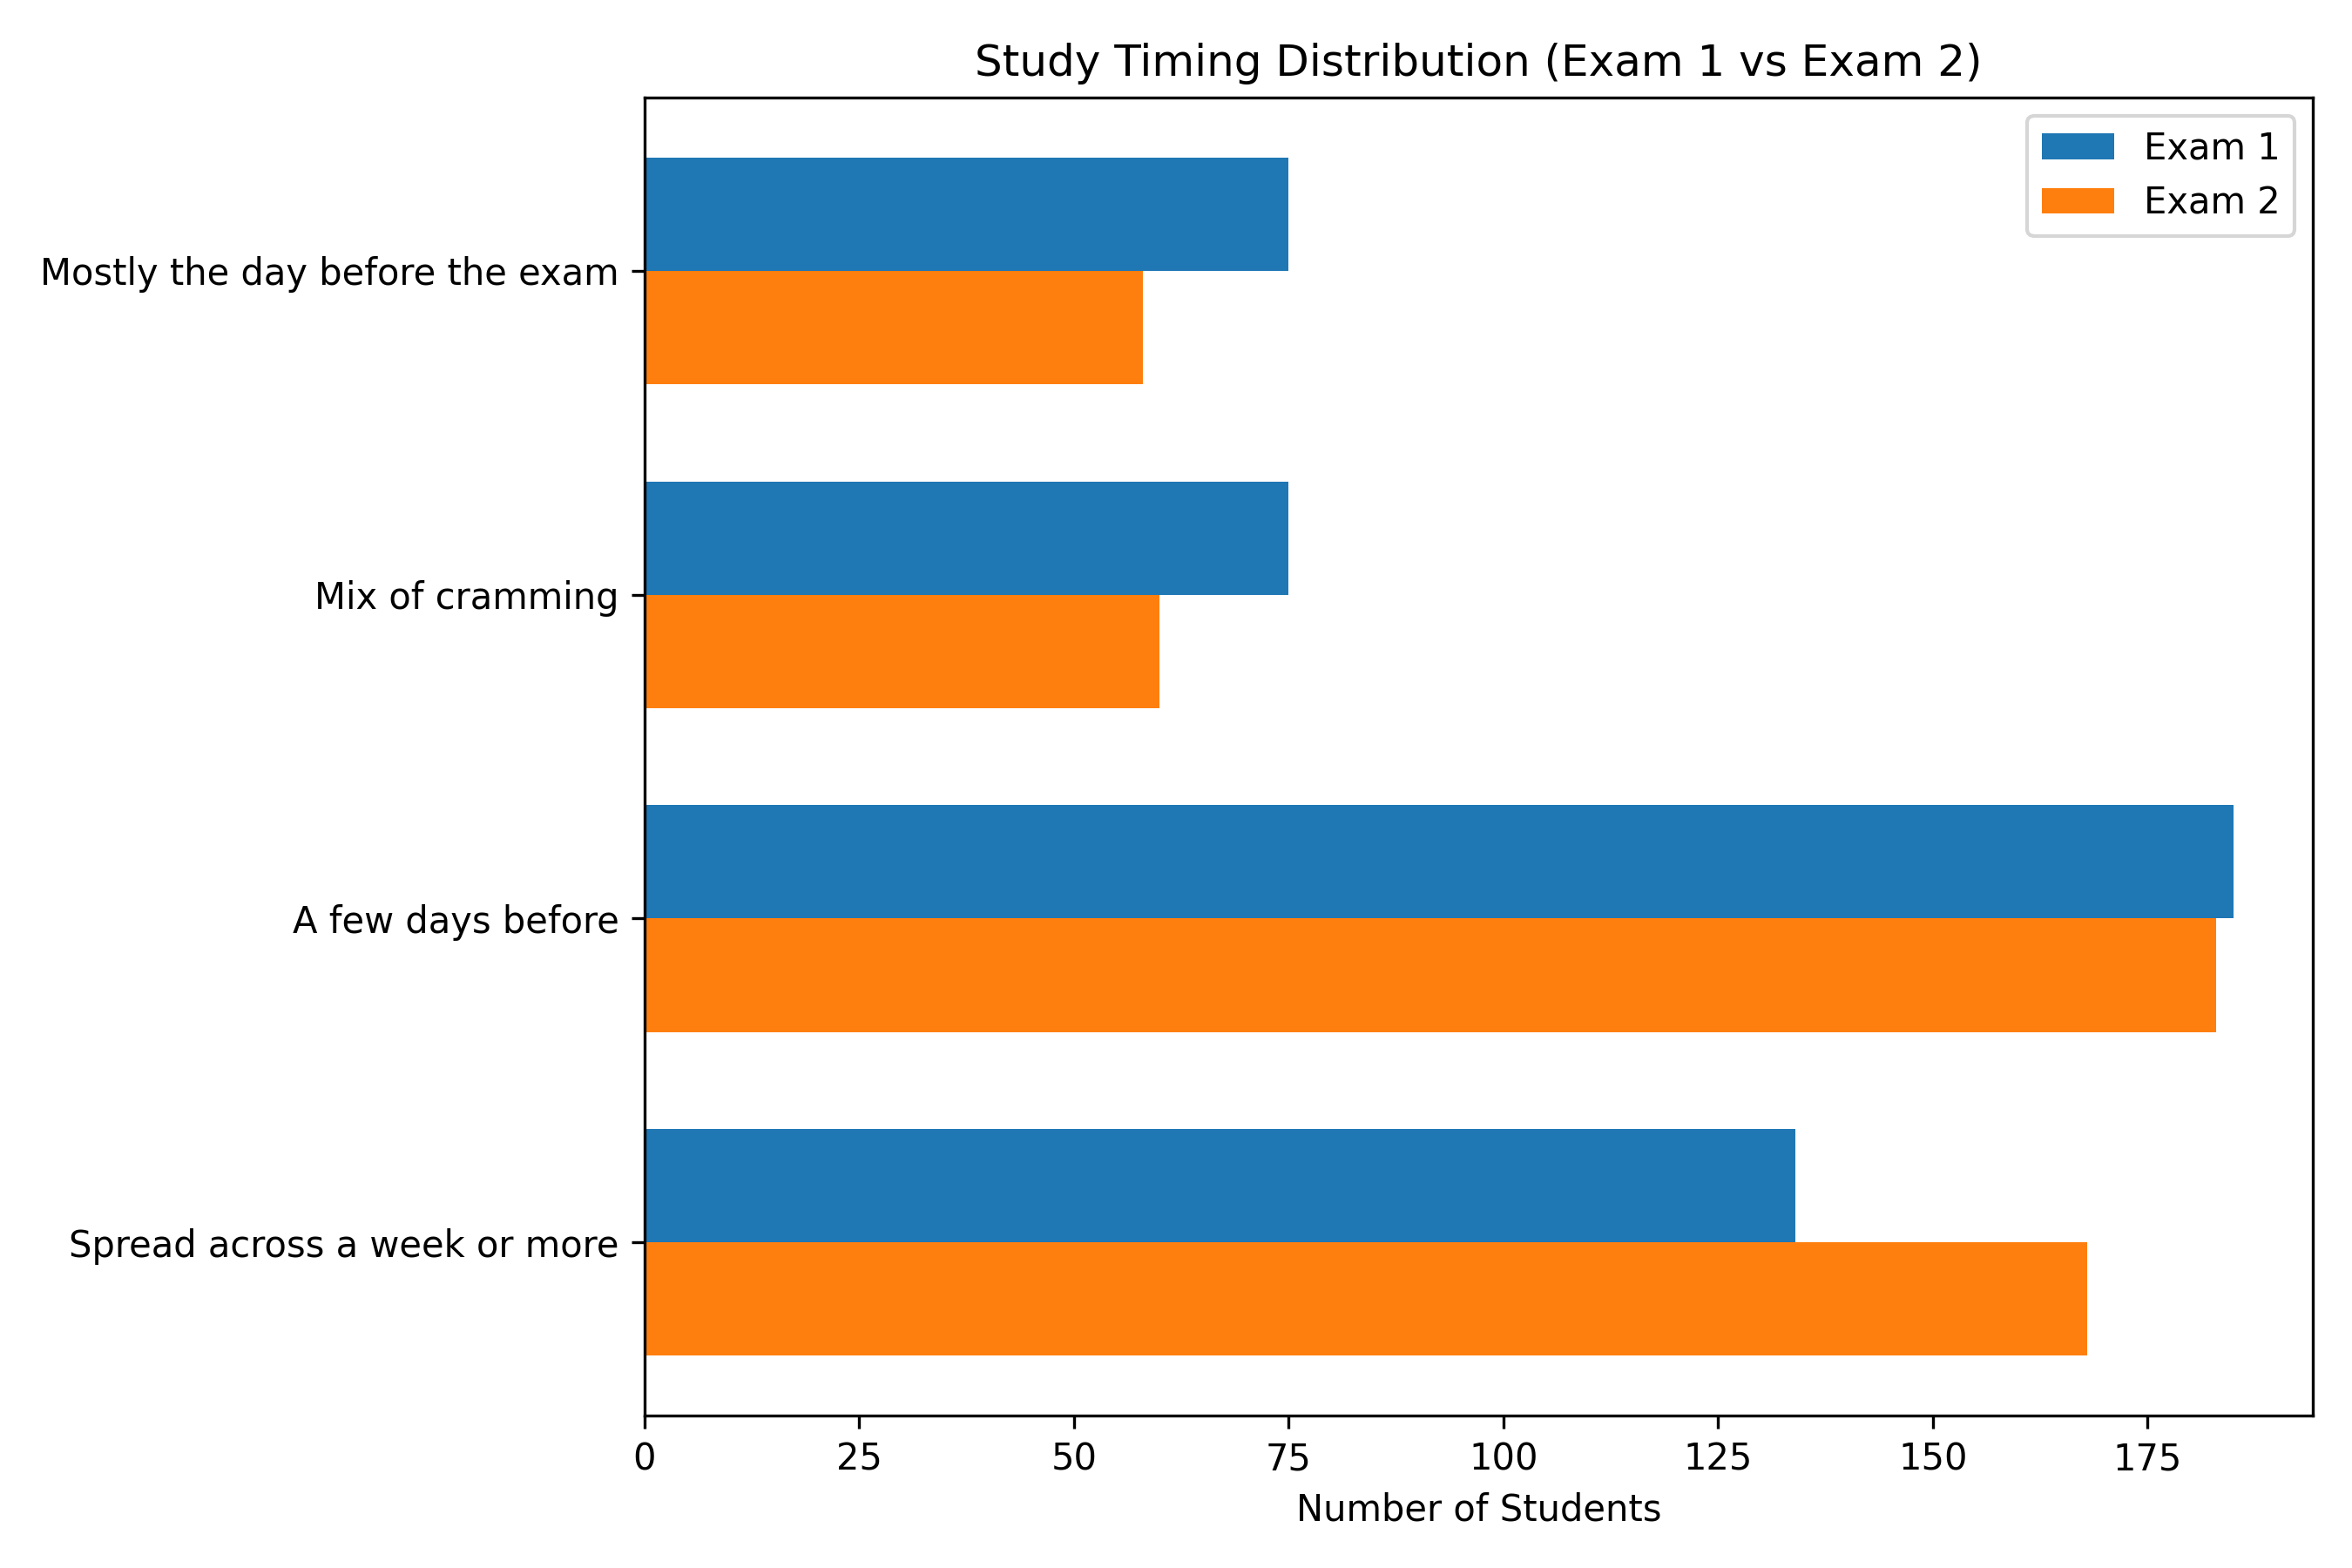 Study Timing Distribution (Exam 1 vs Exam 2)
Exam 1
Exam 2
Mostly the day before the exam
Mix of cramming
A few days before
Spread across a week or more
0 25 50 75 100 125 150 175
Number of Students